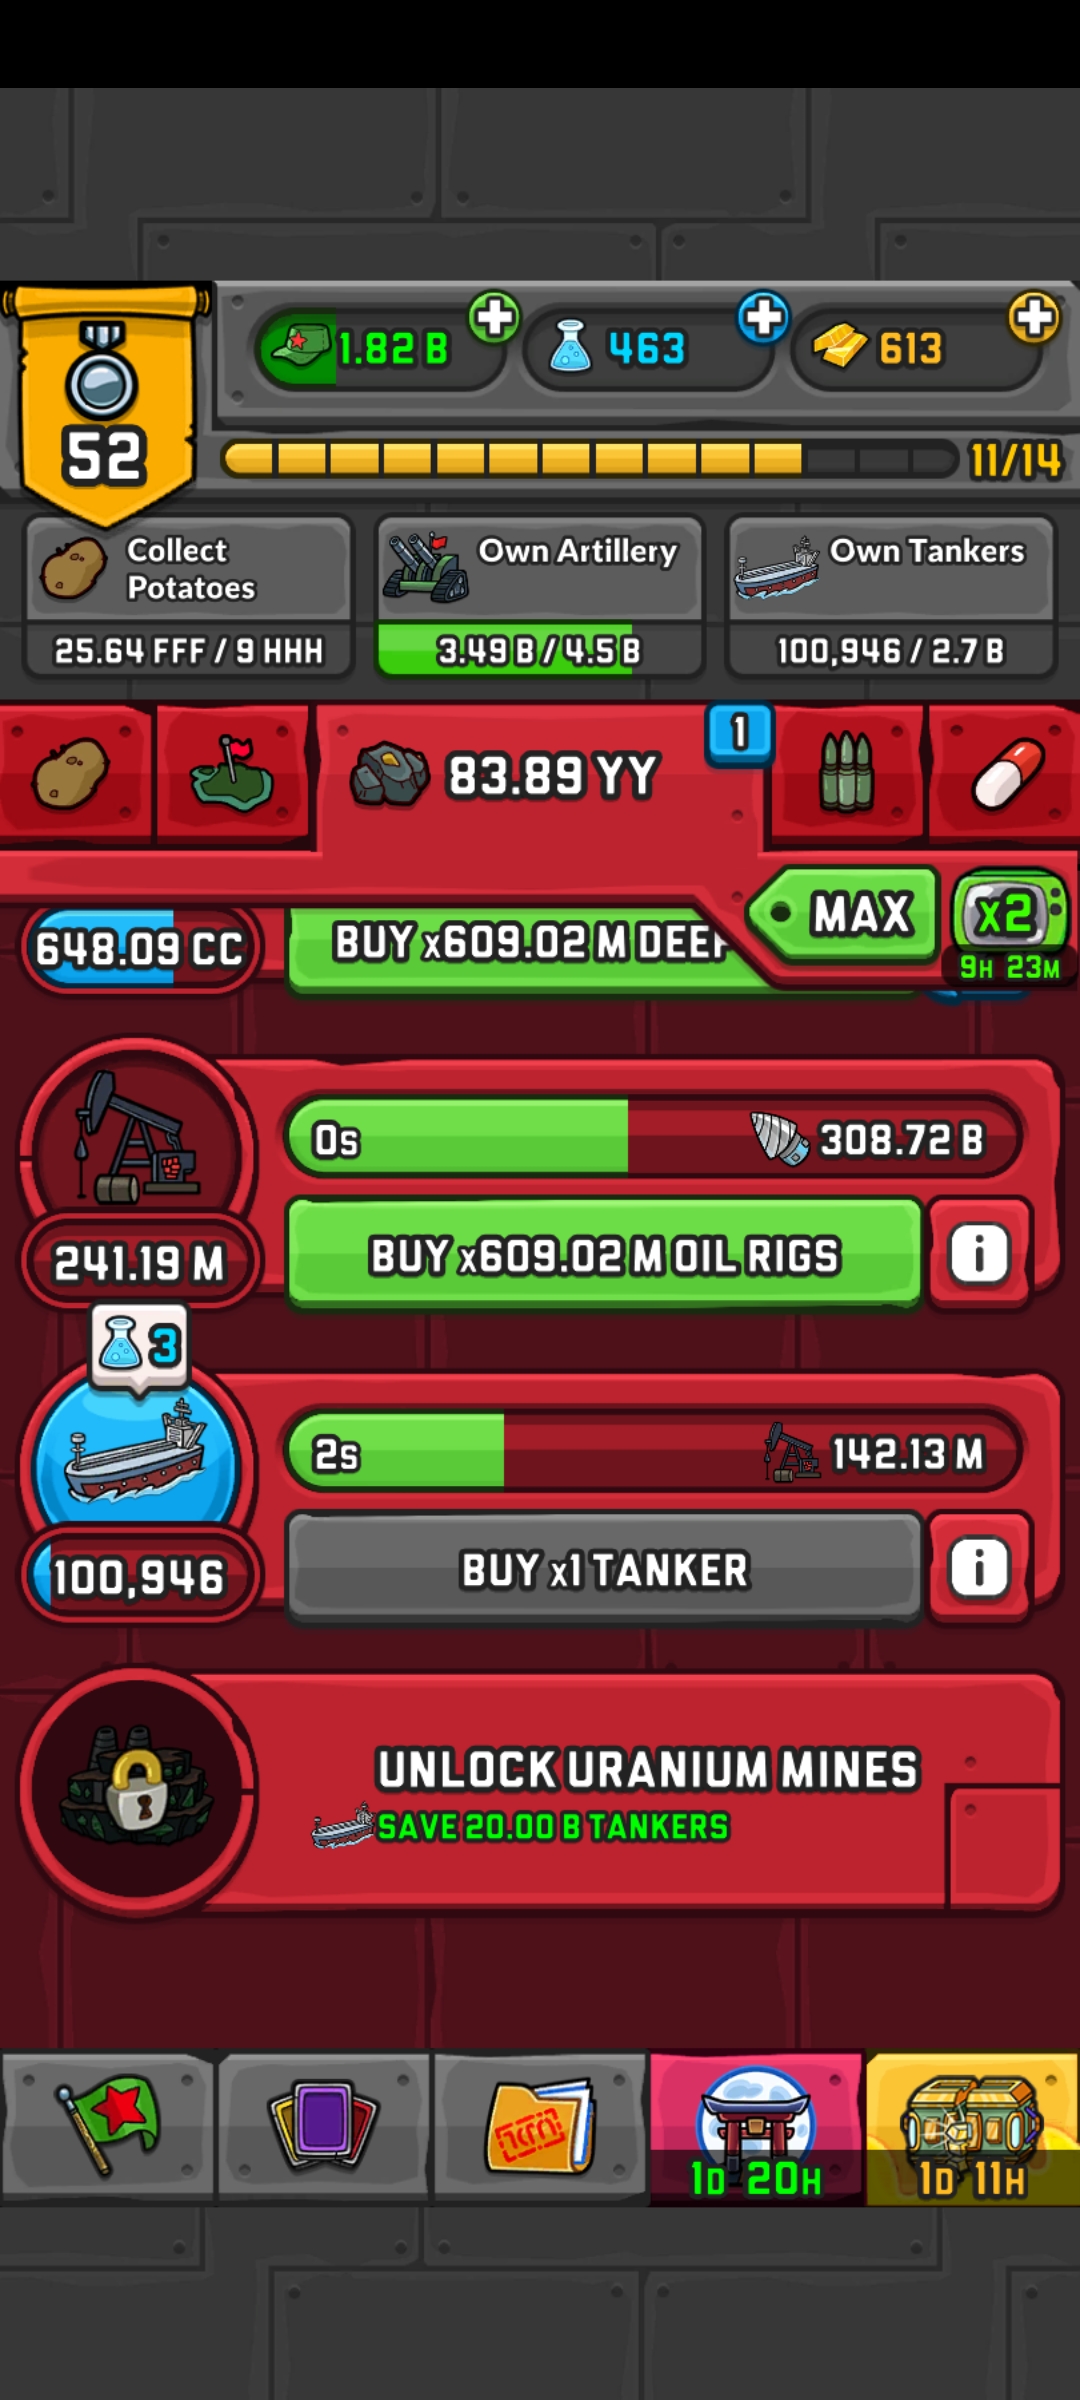 1.82 B
463
613
52
11/14
Collect
Potatoes
25.64 FFF / 9 HHH
Own Artillery
3.49 B / 4.5 B
Own Tankers
100,946 / 2.7 B
83.89 YY
1
MAX
x2
9H 23M
648.09 CC
BUY x609.02 M DEEP
0s
308.72 B
241.19 M
BUY x609.02 M OIL RIGS
i
3
2s
142.13 M
100,946
BUY x1 TANKER
i
UNLOCK URANIUM MINES
SAVE 20.00 B TANKERS
1D 20H
1D 11H